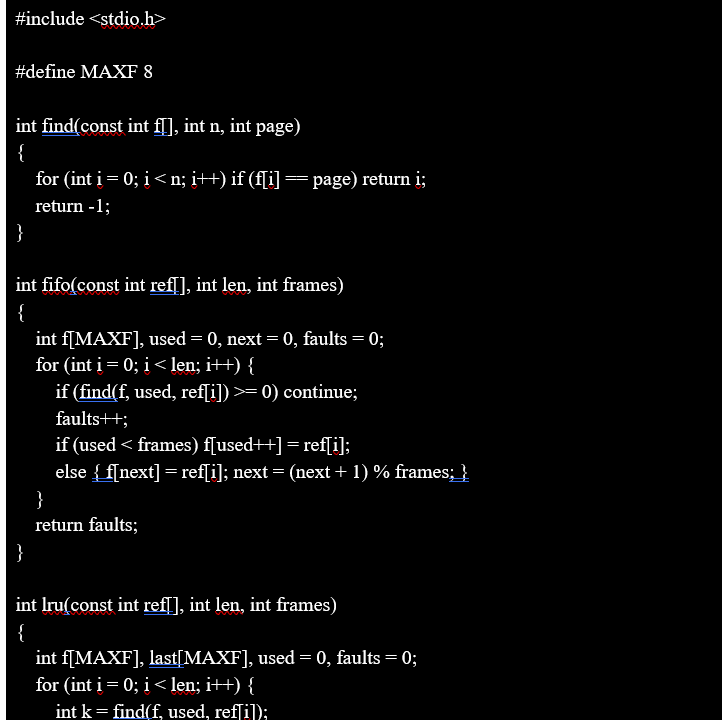 #include <stdio.h>
#define MAXF 8
int find(const int f[], int n, int page)
{
for (int i = 0; i < n; i++) if (f[i] == page) return i;
return -1;
}
int fifo(const int ref[], int len, int frames)
{
int f[MAXF], used = 0, next = 0, faults = 0;
for (int i = 0; i < len; i++) {
if (find(f, used, ref[i]) >= 0) continue;
faults++;
if (used < frames) f[used++] = ref[i];
else { f[next] = ref[i]; next = (next + 1) % frames; }
}
return faults;
}
int lru(const int ref[], int len, int frames)
{
int f[MAXF], last[MAXF], used = 0, faults = 0;
for (int i = 0; i < len; i++) {
int k = find(f, used, ref[i]);